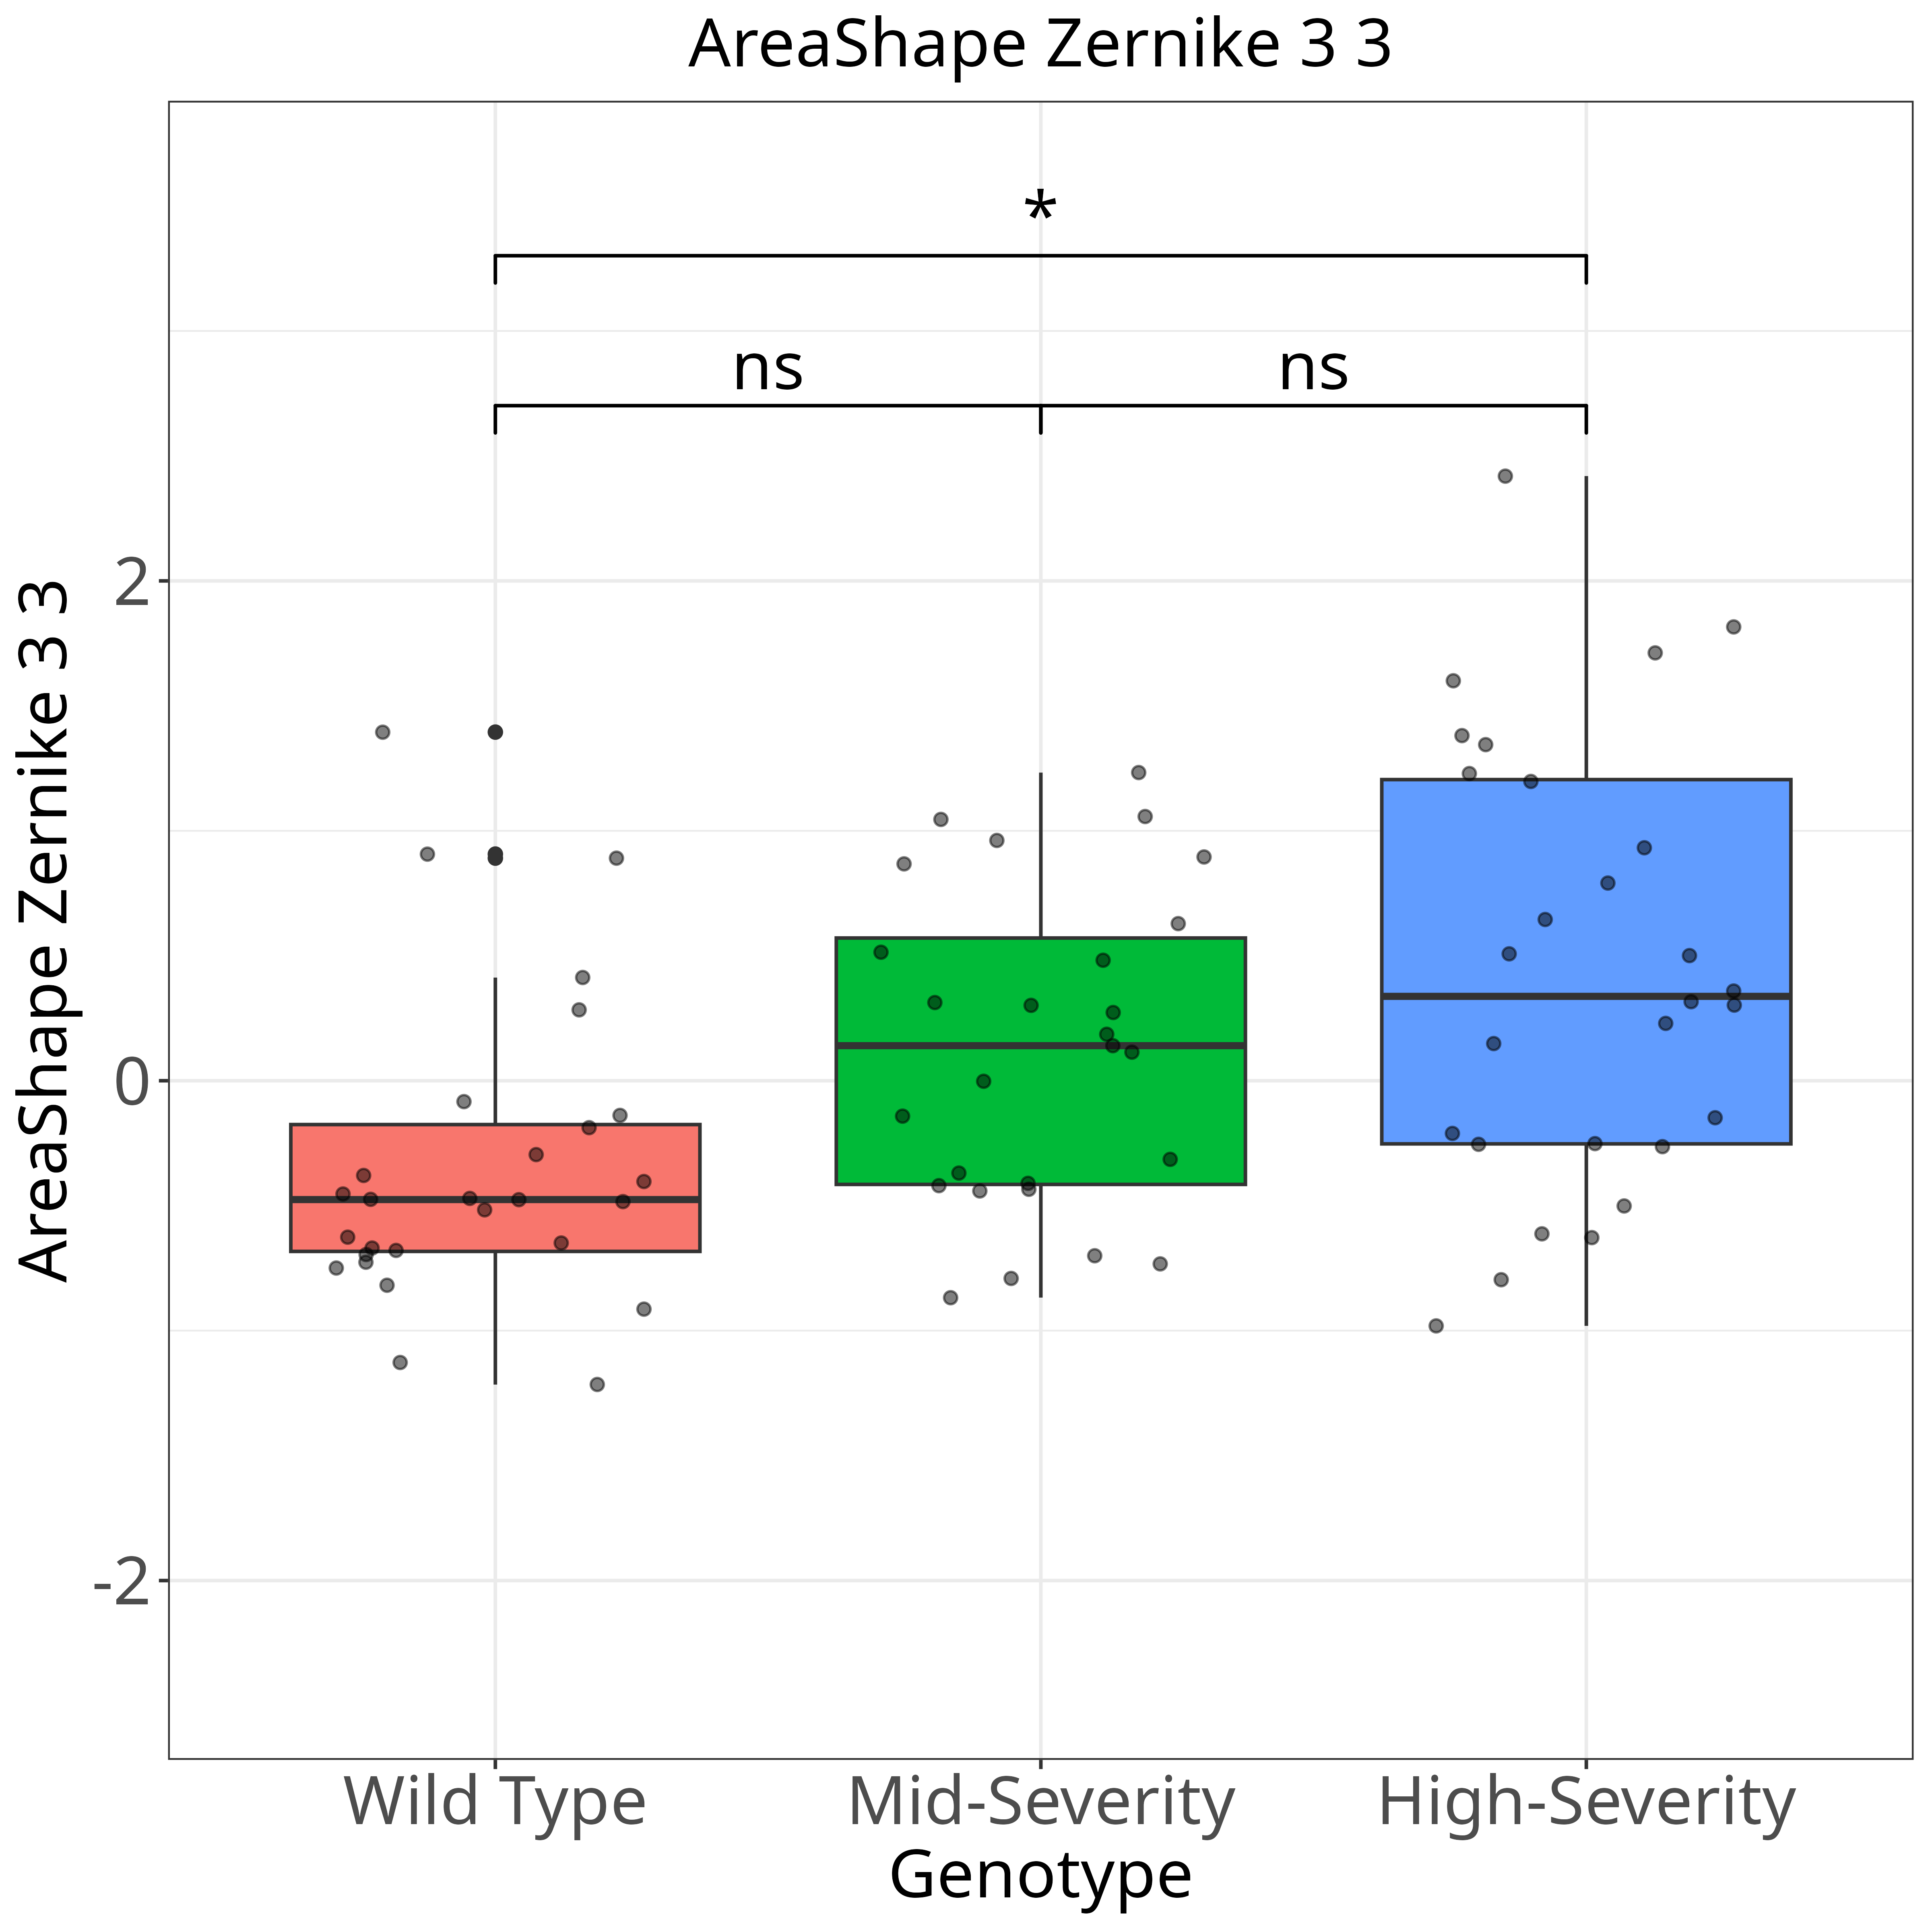 AreaShape Zernike 3 3
*
ns ns
AreaShape Zernike 3 3
2
0
-2
Wild Type Mid-Severity High-Severity
Genotype